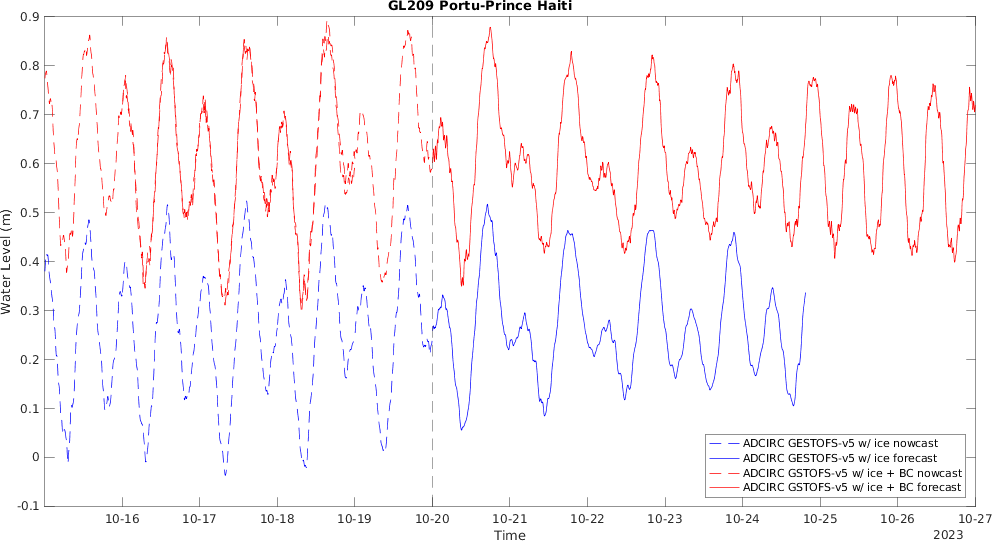 GL209 Portu-Prince Haiti
0.9
0.8
0.7
0.6
0.5
0.4
0.3
0.2
0.1
0
-0.1
Water Level (m)
ADCIRC GESTOFS-v5 w/ ice nowcast
ADCIRC GESTOFS-v5 w/ ice forecast
ADCIRC GSTOFS-v5 w/ ice + BC nowcast
ADCIRC GSTOFS-v5 w/ ice + BC forecast
10-16 10-17 10-18 10-19 10-20 10-21 10-22 10-23 10-24 10-25 10-26 10-27
Time
2023